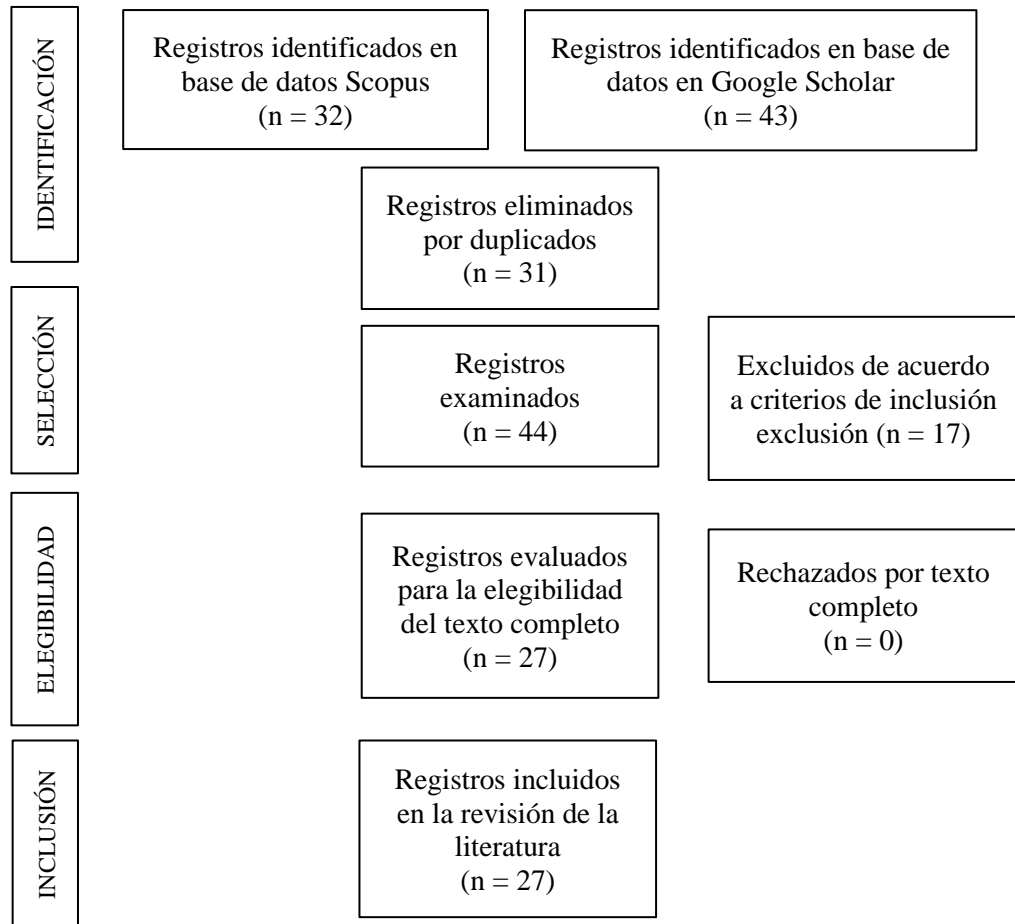 IDENTIFICACIÓN
Registros identificados en
base de datos Scopus
(n = 32)
Registros identificados en base de
datos en Google Scholar
(n = 43)
Registros eliminados
por duplicados
(n = 31)
SELECCIÓN
Registros
examinados
(n = 44)
Excluidos de acuerdo
a criterios de inclusión
exclusión (n = 17)
ELEGIBILIDAD
Registros evaluados
para la elegibilidad
del texto completo
(n = 27)
Rechazados por texto
completo
(n = 0)
INCLUSIÓN
Registros incluidos
en la revisión de la
literatura
(n = 27)